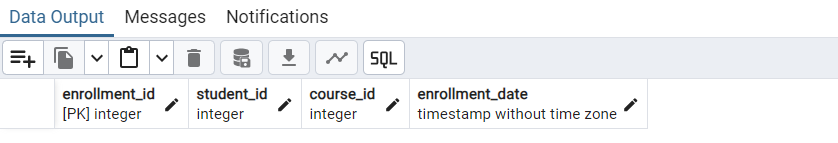 Data Output Messages Notifications
SQL
enrollment_id student_id course_id enrollment_date
[PK] integer integer integer timestamp without time zone